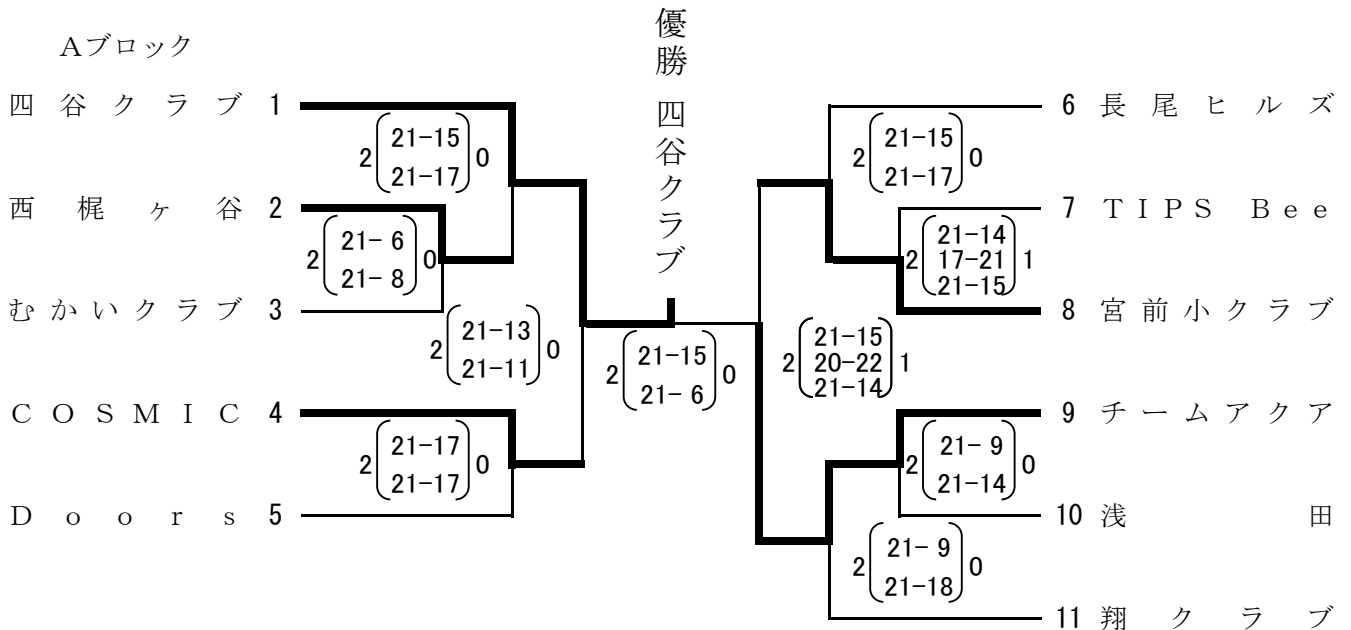 優勝 四谷クラブ
Aブロック
四谷クラブ 1
2 21-15 0
21-17
西梶ヶ谷 2
2 21- 6 0
21- 8
むかいクラブ 3
2 21-13 0
21-11
COSMIC 4
2 21-17 0
21-17
Doors 5
2 21-15 0
21- 6
6 長尾ヒルズ
2 21-15 0
21-17
7 TIPS Bee
21-14
2 17-21 1
21-15
8 宮前小クラブ
21-15
2 20-22 1
21-14
9 チームアクア
2 21- 9 0
21-14
10 浅田
2 21- 9 0
21-18
11 翔クラブ